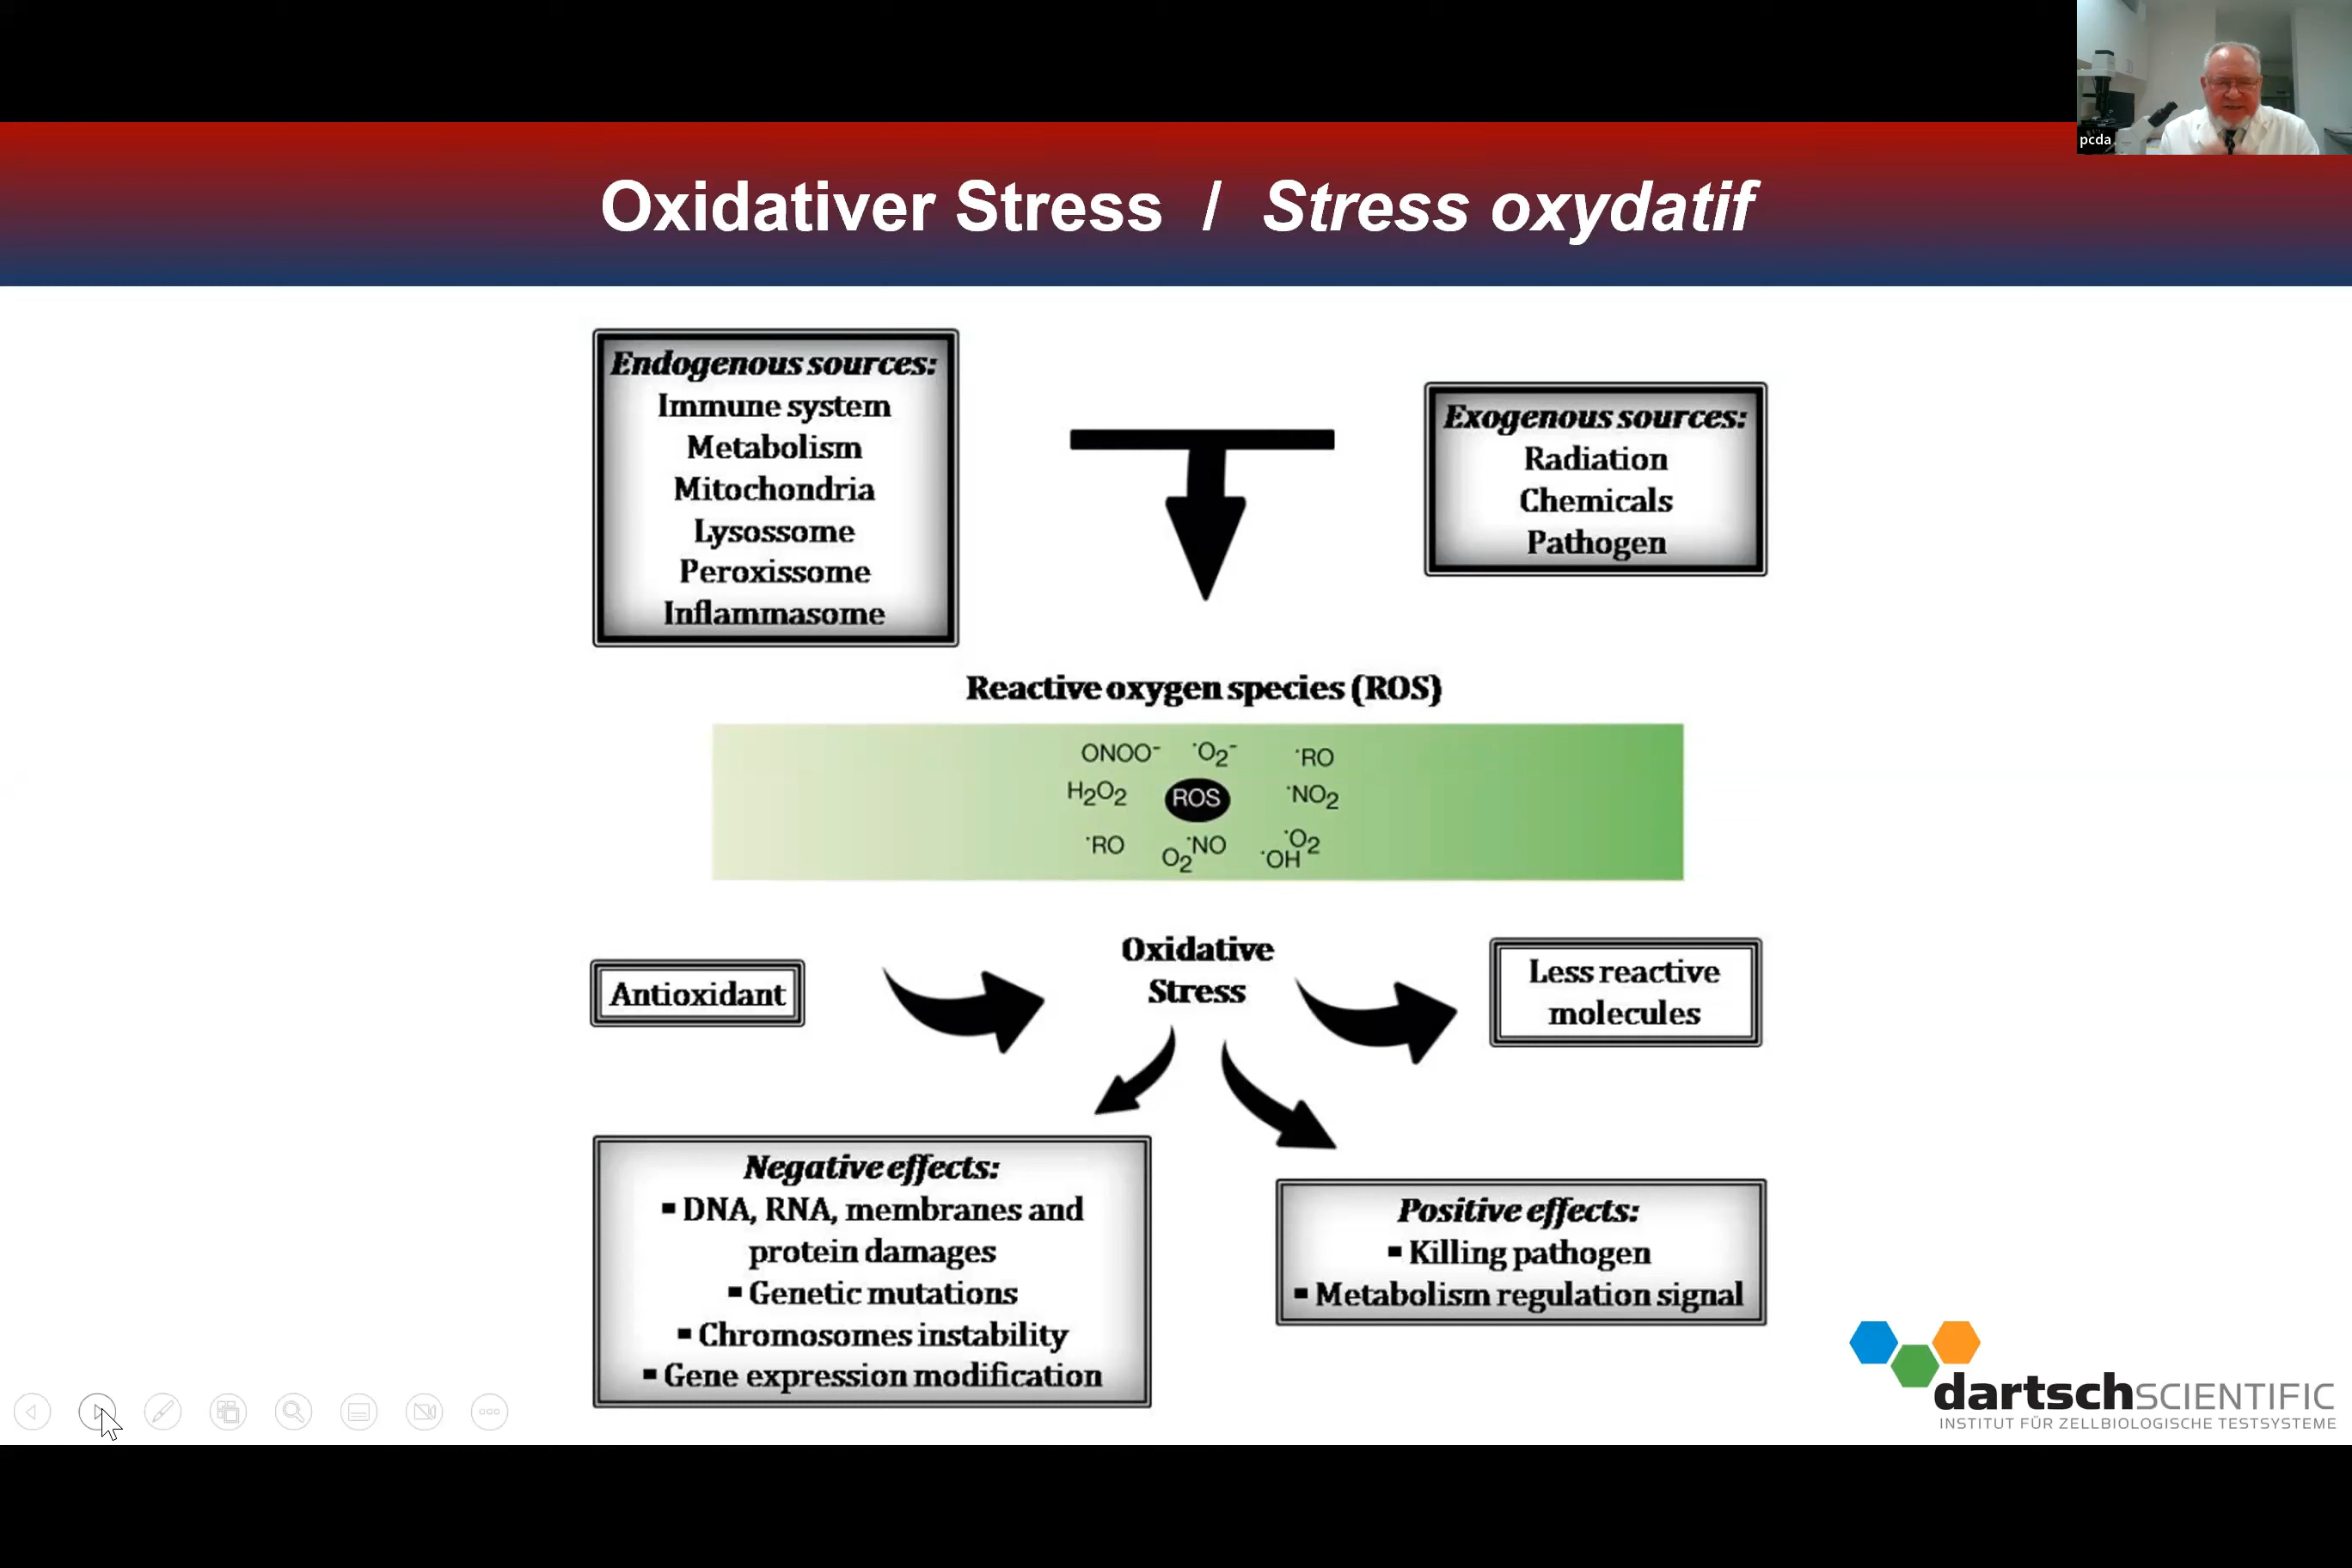 pcda
Oxidativer Stress / Stress oxydatif
Endogenous sources:
Immune system
Metabolism
Mitochondria
Lysossome
Peroxissome
Inflammasome
Exogenous sources:
Radiation
Chemicals
Pathogen
Reactive oxygen species (ROS)
ONOO⁻ ˙O₂⁻ ˙RO
H₂O₂ ROS ˙NO₂
˙RO O₂ ˙NO ˙OH ˙O₂
Antioxidant
Oxidative
Stress
Less reactive
molecules
Negative effects:
▪ DNA, RNA, membranes and
protein damages
▪ Genetic mutations
▪ Chromosomes instability
▪ Gene expression modification
Positive effects:
▪ Killing pathogen
▪ Metabolism regulation signal
dartschSCIENTIFIC
INSTITUT FÜR ZELLBIOLOGISCHE TESTSYSTEME